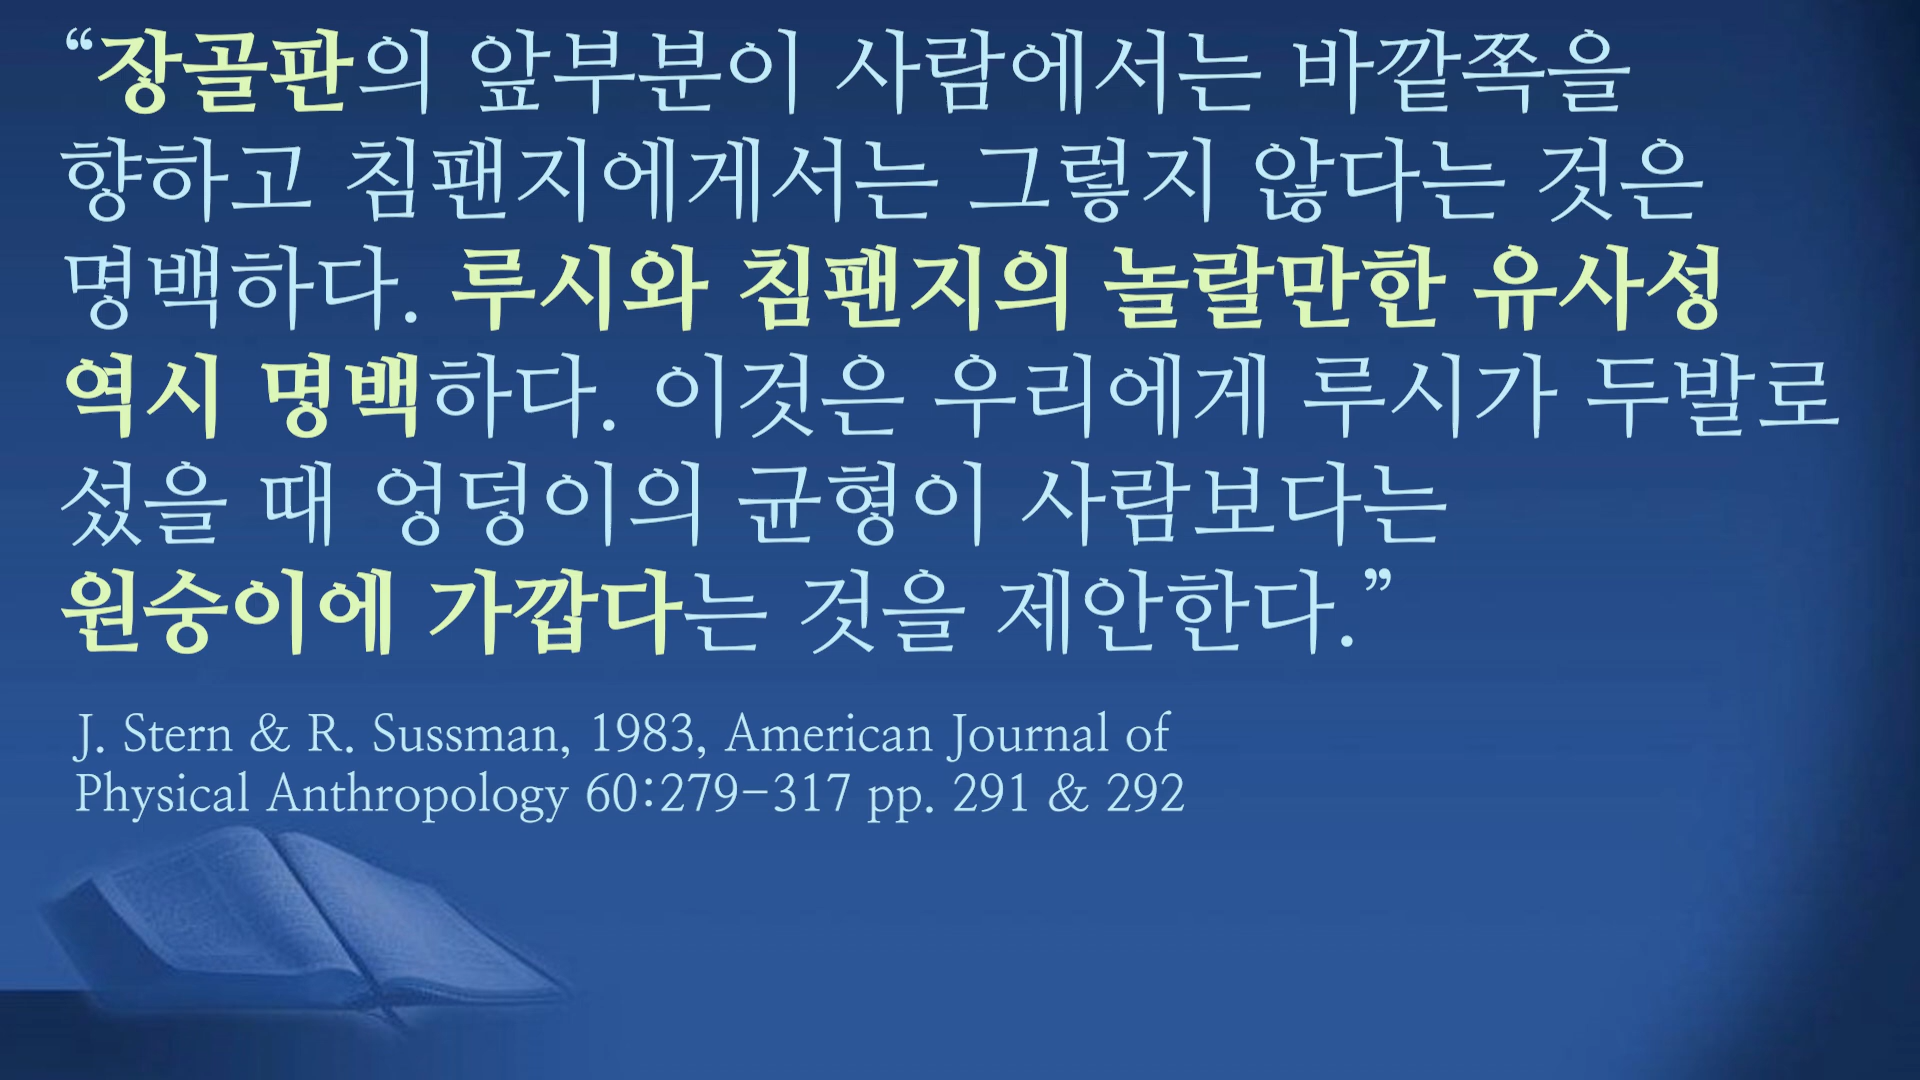 “장골판의 앞부분이 사람에서는 바깥쪽을
향하고 침팬지에게서는 그렇지 않다는 것은
명백하다. 루시와 침팬지의 놀랄만한 유사성
역시 명백하다. 이것은 우리에게 루시가 두발로
섰을 때 엉덩이의 균형이 사람보다는
원숭이에 가깝다는 것을 제안한다.”
J. Stern & R. Sussman, 1983, American Journal of
Physical Anthropology 60:279-317 pp. 291 & 292